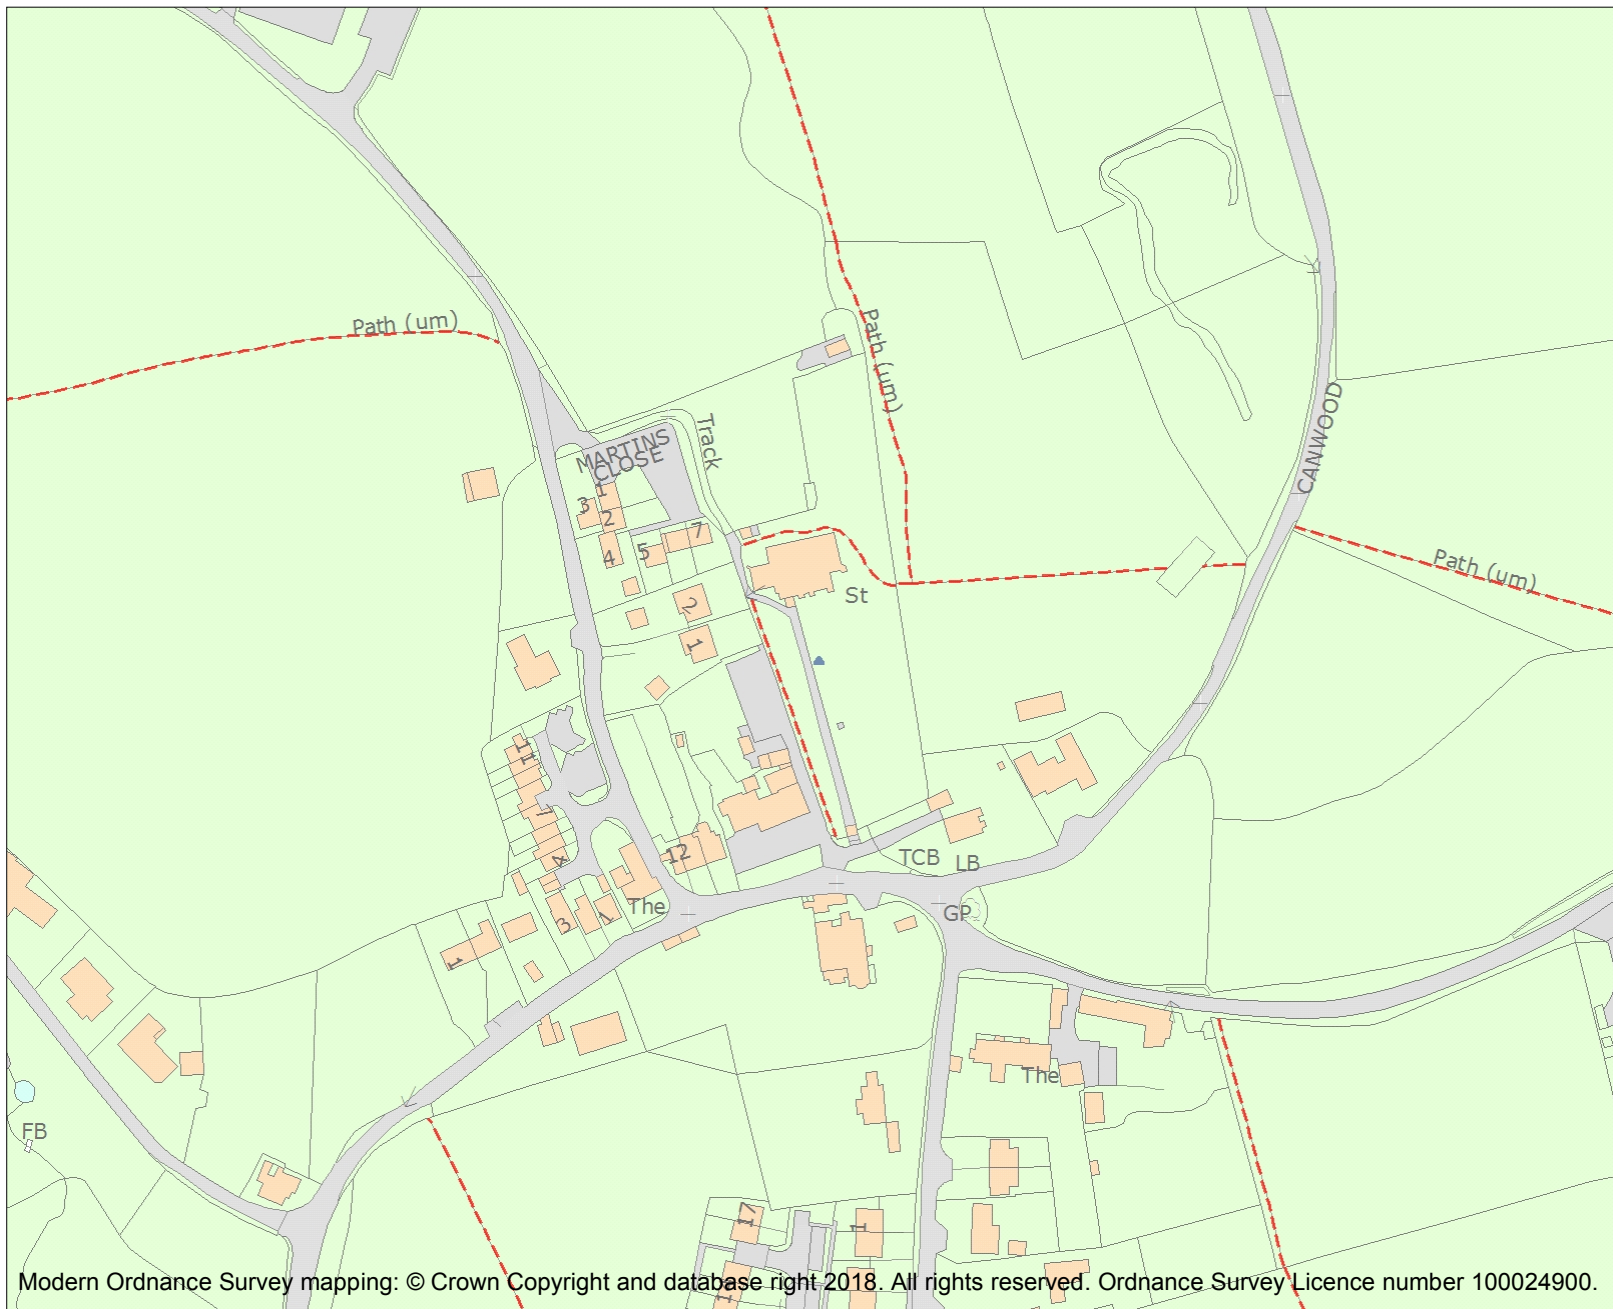 Path (um)
Path (um)
Track
MARTINS
CLOSE
CANWOOD
1
3
2
4
5
7
Path (um)
St
2
1
11
7
4
12
TCB
LB
The
GP
3
1
1
The
FB
17
1
Modern Ordnance Survey mapping: © Crown Copyright and database right 2018. All rights reserved. Ordnance Survey Licence number 100024900.